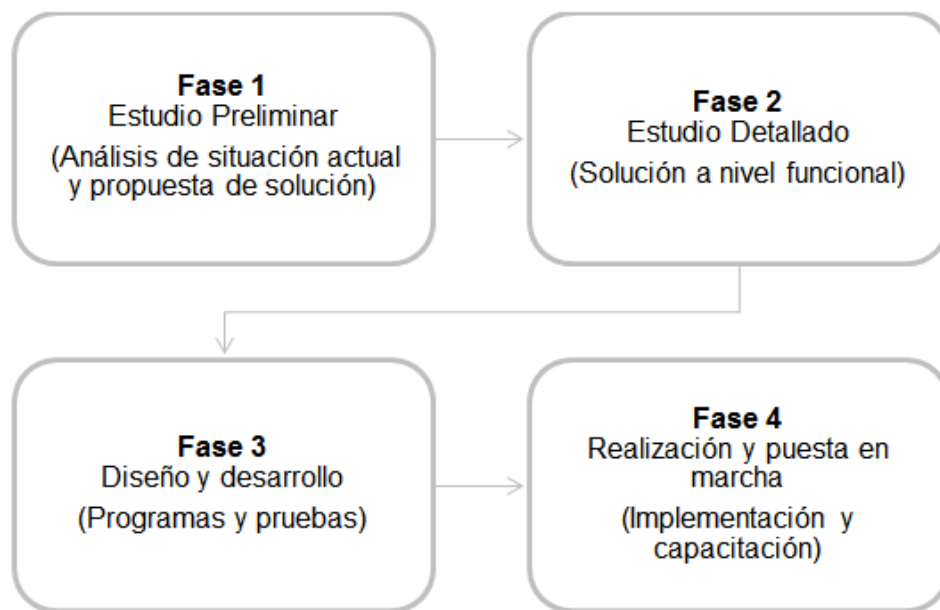 Fase 1
Estudio Preliminar
(Análisis de situación actual
y propuesta de solución)
Fase 2
Estudio Detallado
(Solución a nivel funcional)
Fase 3
Diseño y desarrollo
(Programas y pruebas)
Fase 4
Realización y puesta en
marcha
(Implementación y
capacitación)